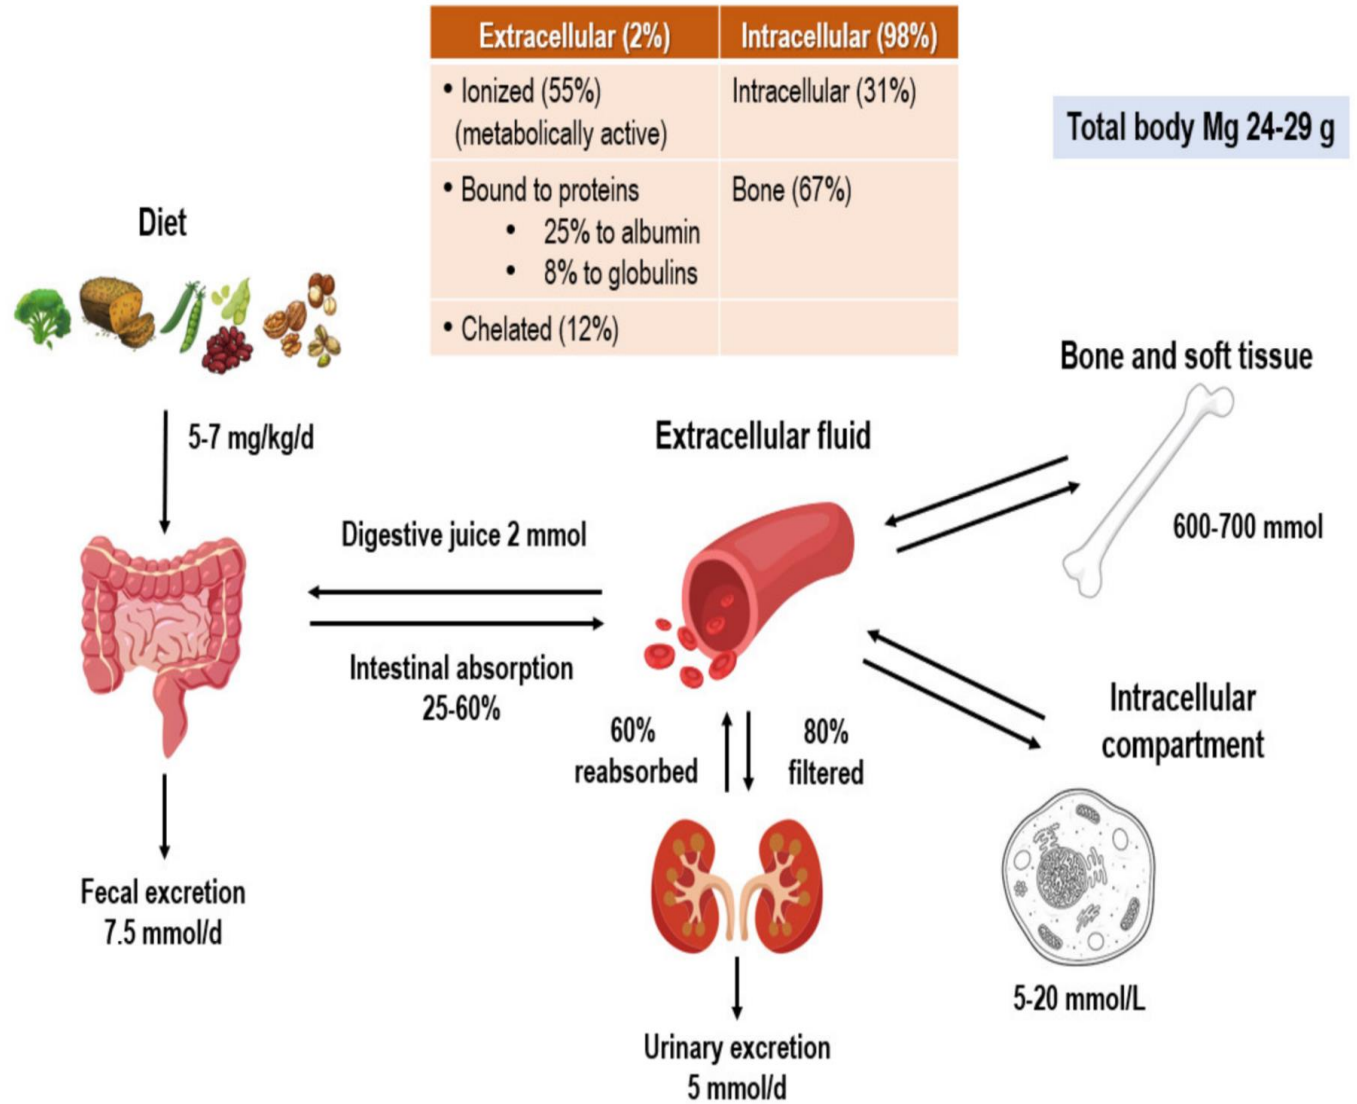 Extracellular (2%)
Intracellular (98%)
• Ionized (55%)
(metabolically active)
Intracellular (31%)
• Bound to proteins
• 25% to albumin
• 8% to globulins
Bone (67%)
• Chelated (12%)
Total body Mg 24-29 g
Diet
5-7 mg/kg/d
Digestive juice 2 mmol
Intestinal absorption
25-60%
Fecal excretion
7.5 mmol/d
Extracellular fluid
60%
reabsorbed
80%
filtered
Urinary excretion
5 mmol/d
Bone and soft tissue
600-700 mmol
Intracellular
compartment
5-20 mmol/L